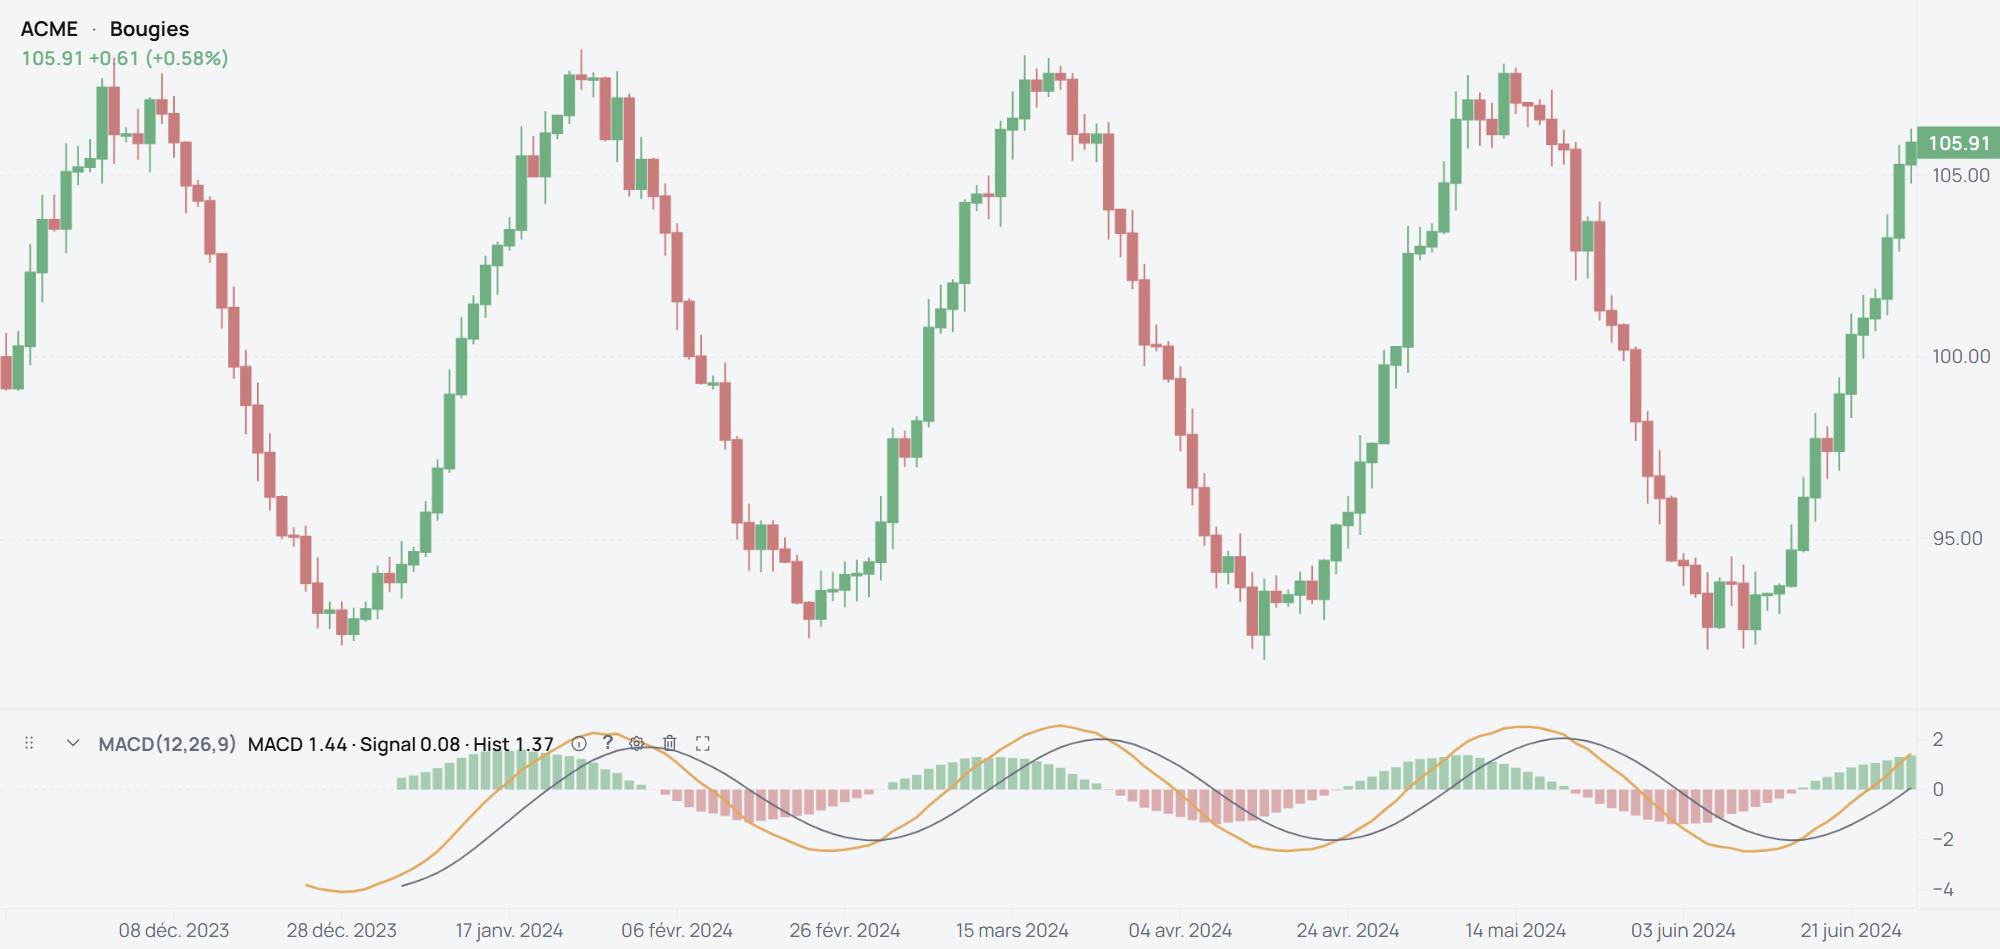 ACME · Bougies
105.91 +0.61 (+0.58%)
105.91
105.00
100.00
95.00
MACD(12,26,9) MACD 1.44 · Signal 0.08 · Hist 1.37 ?
2
0
−2
−4
08 déc. 2023 28 déc. 2023 17 janv. 2024 06 févr. 2024 26 févr. 2024 15 mars 2024 04 avr. 2024 24 avr. 2024 14 mai 2024 03 juin 2024 21 juin 2024